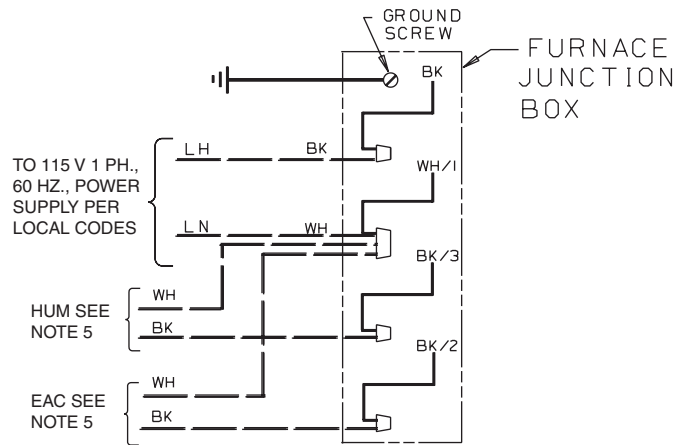 GROUND
SCREW
BK
FURNACE
JUNCTION
BOX
LH
BK
TO 115 V 1 PH.,
60 HZ., POWER
SUPPLY PER
LOCAL CODES
WH/1
LN
WH
BK/3
WH
HUM SEE
NOTE 5
BK
BK/2
WH
EAC SEE
NOTE 5
BK